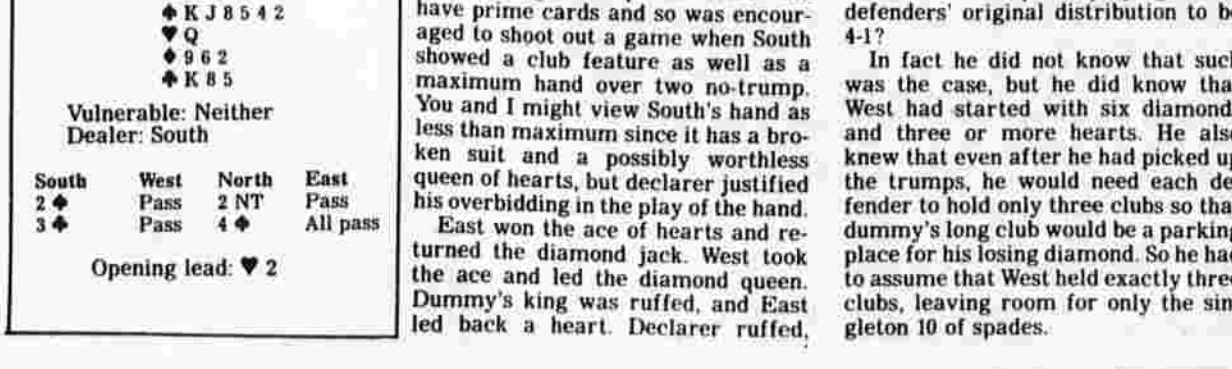 ♠ K J 8 5 4 2
♥ Q
♦ 9 6 2
♣ K 8 5
Vulnerable: Neither
Dealer: South
South West North East
2 ♠ Pass 2 NT Pass
3 ♣ Pass 4 ♠ All pass
Opening lead: ♥ 2
have prime cards and so was encour-
aged to shoot out a game when South
showed a club feature as well as a
maximum hand over two no-trump.
You and I might view South's hand as
less than maximum since it has a bro-
ken suit and a possibly worthless
queen of hearts, but declarer justified
his overbidding in the play of the hand.
East won the ace of hearts and re-
turned the diamond jack. West took
the ace and led the diamond queen.
Dummy's king was ruffed, and East
led back a heart. Declarer ruffed,
defenders' original distribution to be
4-1?
In fact he did not know that such
was the case, but he did know that
West had started with six diamonds
and three or more hearts. He also
knew that even after he had picked up
the trumps, he would need each de-
fender to hold only three clubs so that
dummy's long club would be a parking
place for his losing diamond. So he had
to assume that West held exactly three
clubs, leaving room for only the sin-
gleton 10 of spades.